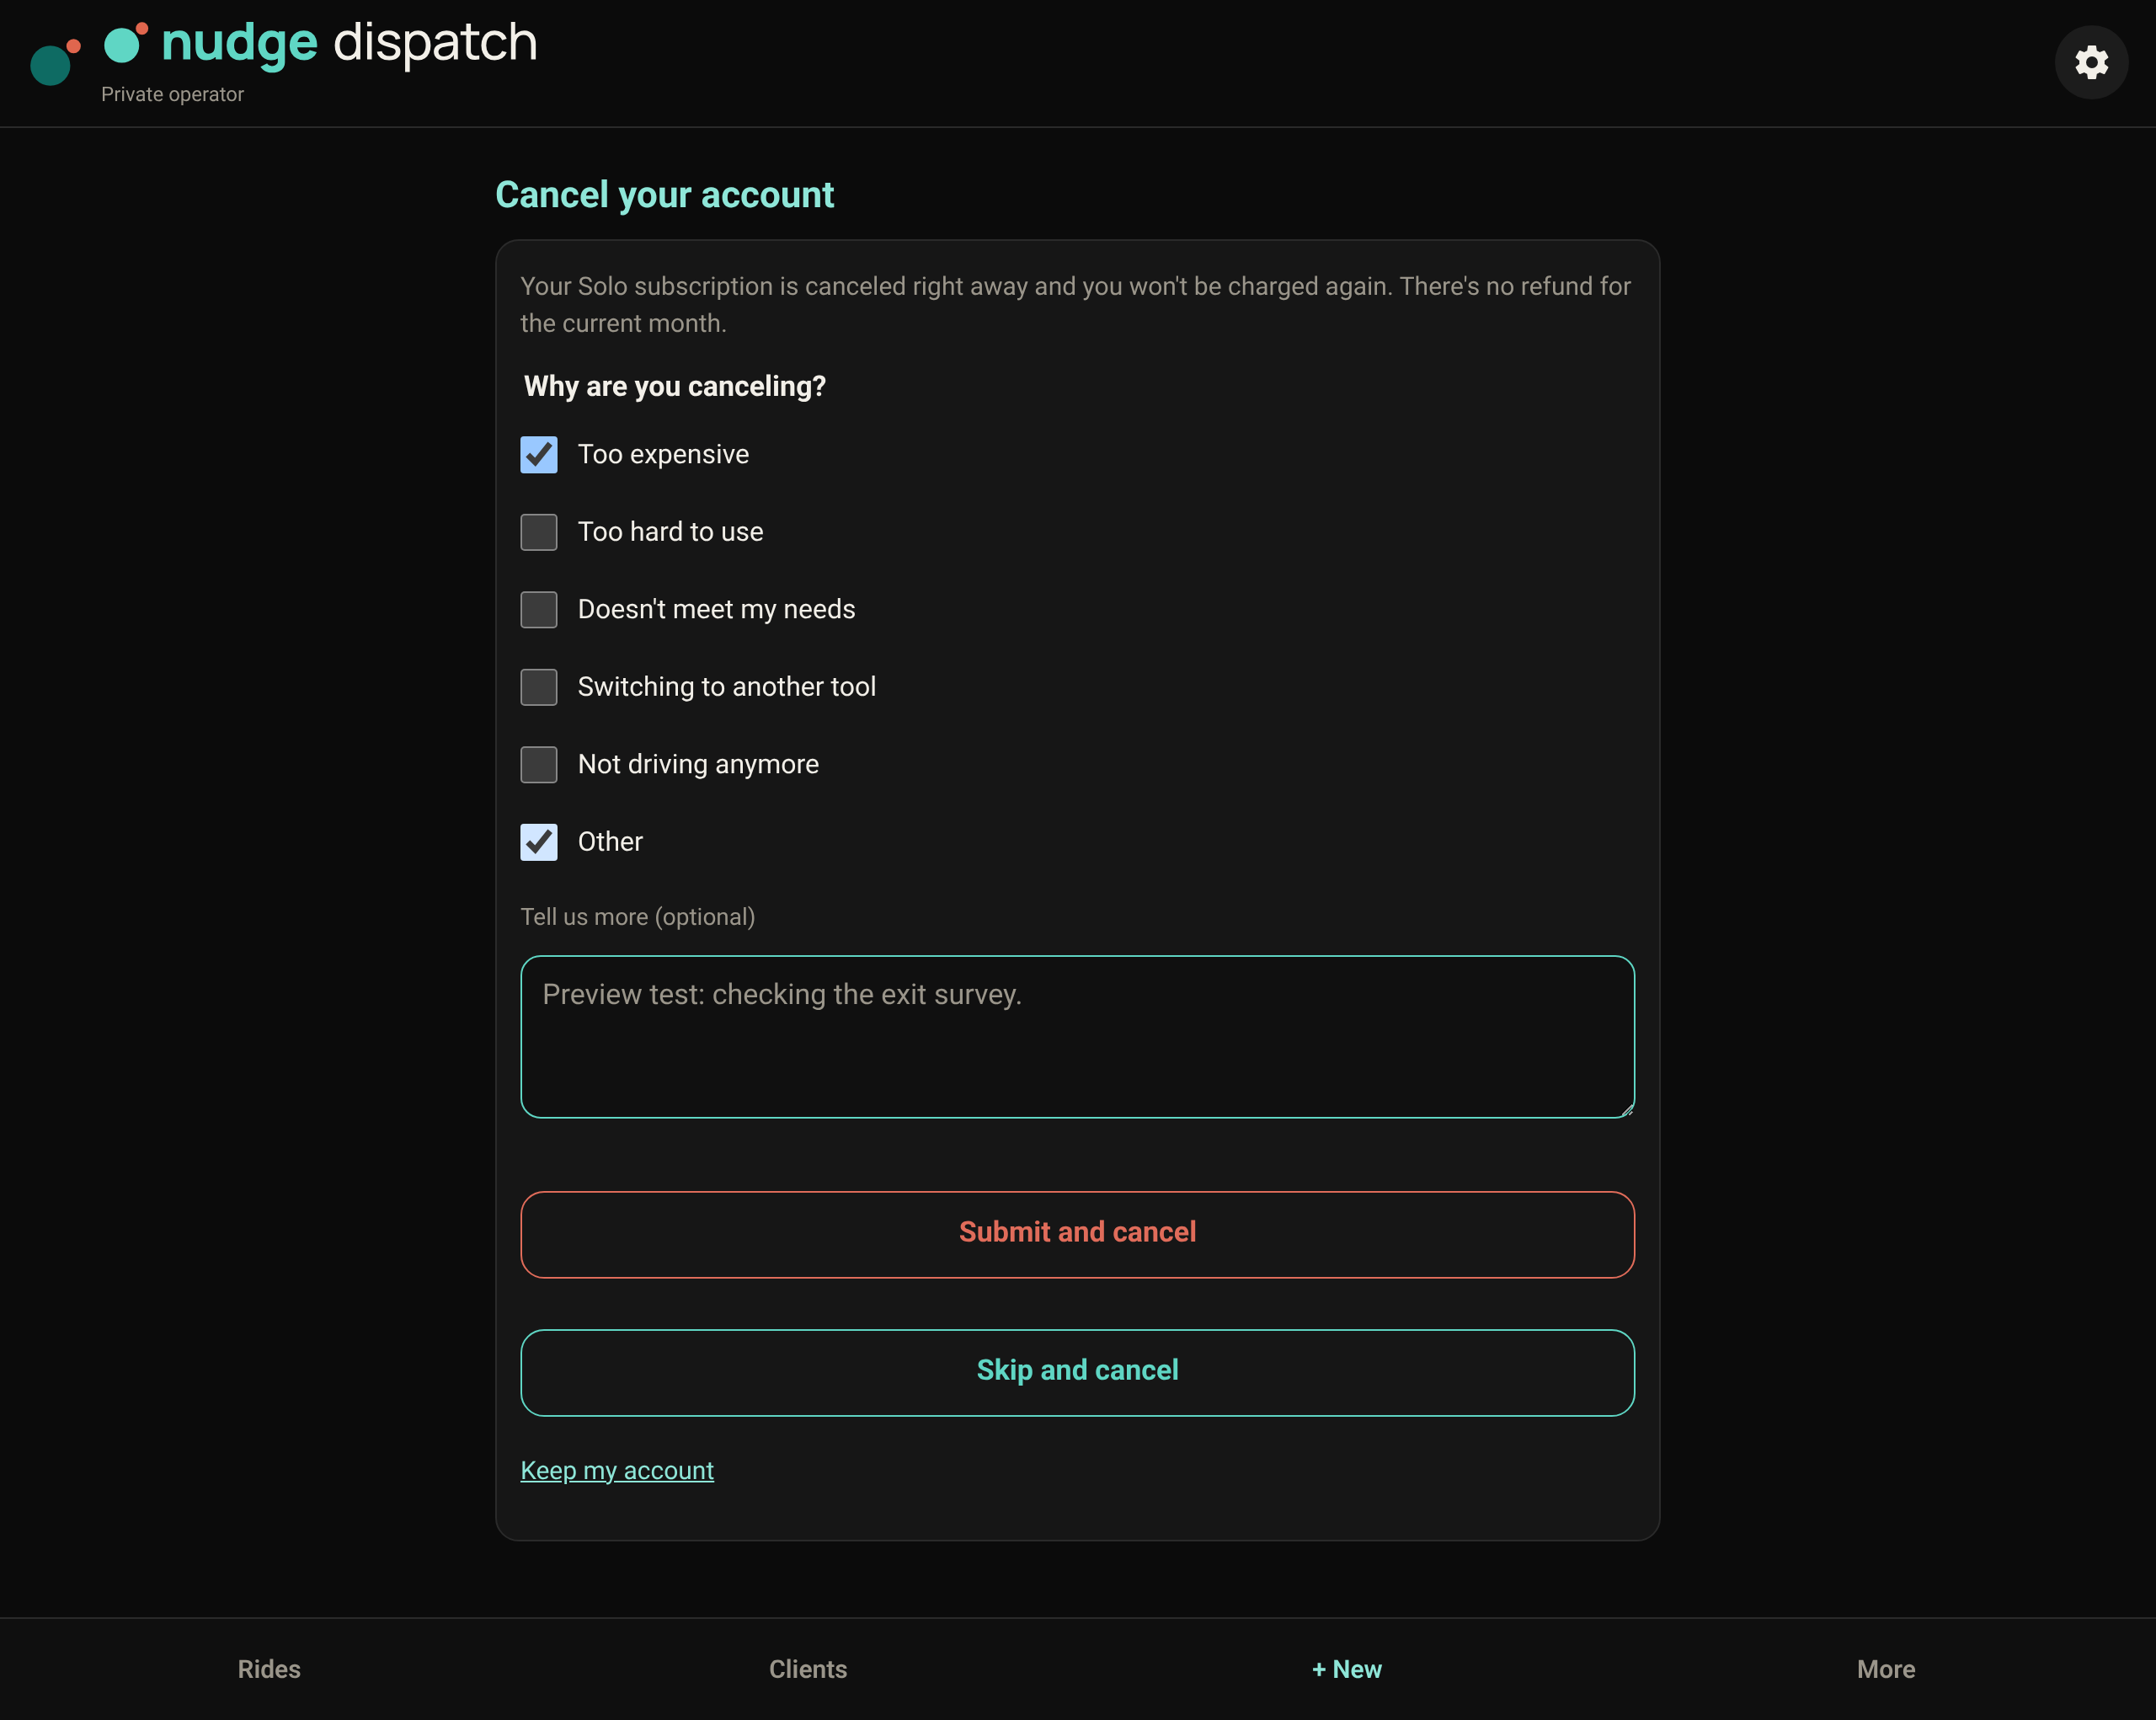 nudge dispatch
Private operator
Cancel your account
Your Solo subscription is canceled right away and you won't be charged again. There's no refund for
the current month.
Why are you canceling?
Too expensive
Too hard to use
Doesn't meet my needs
Switching to another tool
Not driving anymore
Other
Tell us more (optional)
Preview test: checking the exit survey.
Submit and cancel
Skip and cancel
Keep my account
Rides
Clients
+ New
More